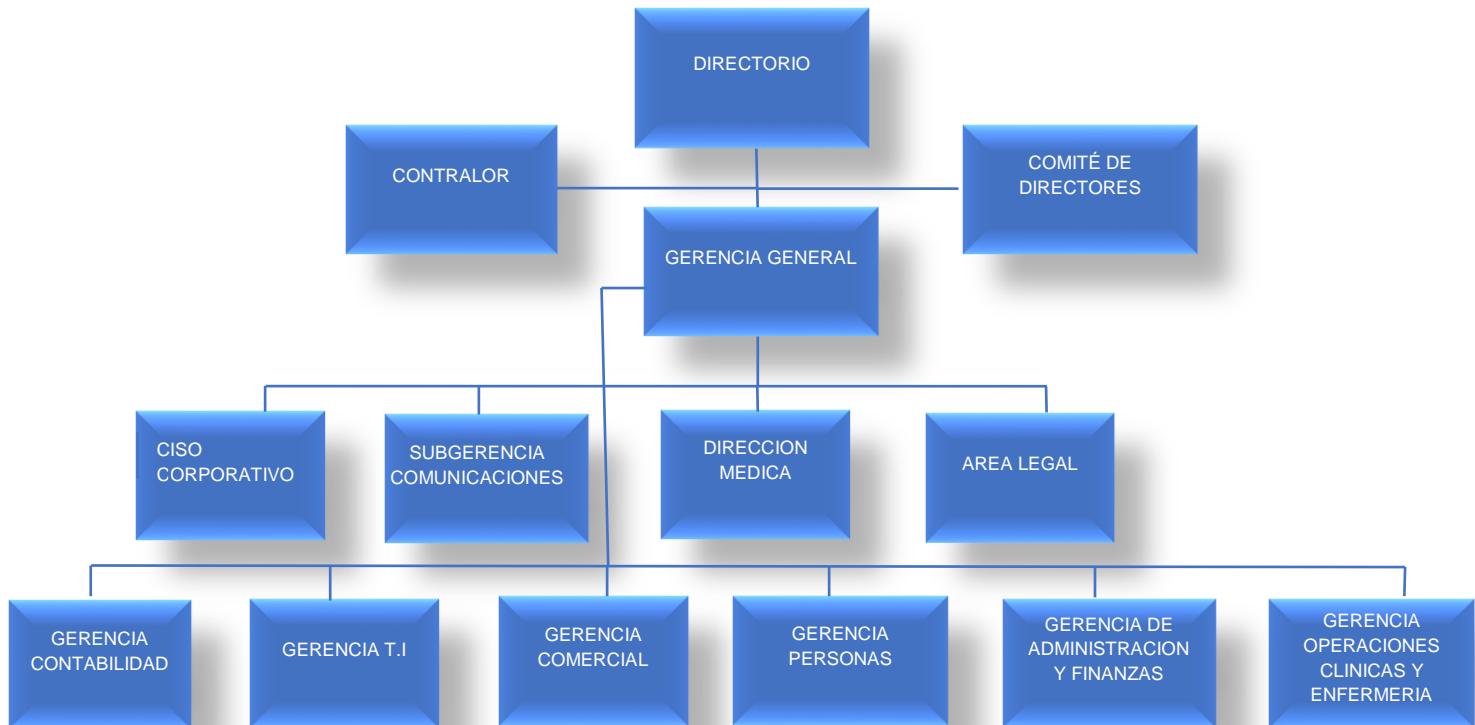 DIRECTORIO
CONTRALOR
COMITÉ DE
DIRECTORES
GERENCIA GENERAL
CISO
CORPORATIVO
SUBGERENCIA
COMUNICACIONES
DIRECCION
MEDICA
AREA LEGAL
GERENCIA
CONTABILIDAD
GERENCIA T.I
GERENCIA
COMERCIAL
GERENCIA
PERSONAS
GERENCIA DE
ADMINISTRACION
Y FINANZAS
GERENCIA
OPERACIONES
CLINICAS Y
ENFERMERIA